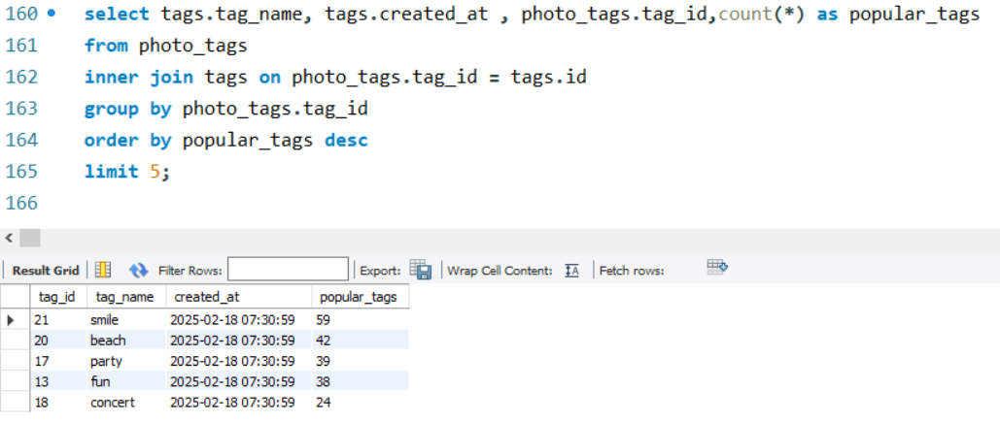 160 select tags.tag_name, tags.created_at , photo_tags.tag_id,count(*) as popular_tags
161 from photo_tags
162 inner join tags on photo_tags.tag_id = tags.id
163 group by photo_tags.tag_id
164 order by popular_tags desc
165 limit 5;
166
Result Grid Filter Rows: Export: Wrap Cell Content: Fetch rows:
tag_id tag_name created_at popular_tags
21 smile 2025-02-18 07:30:59 59
20 beach 2025-02-18 07:30:59 42
17 party 2025-02-18 07:30:59 39
13 fun 2025-02-18 07:30:59 38
18 concert 2025-02-18 07:30:59 24